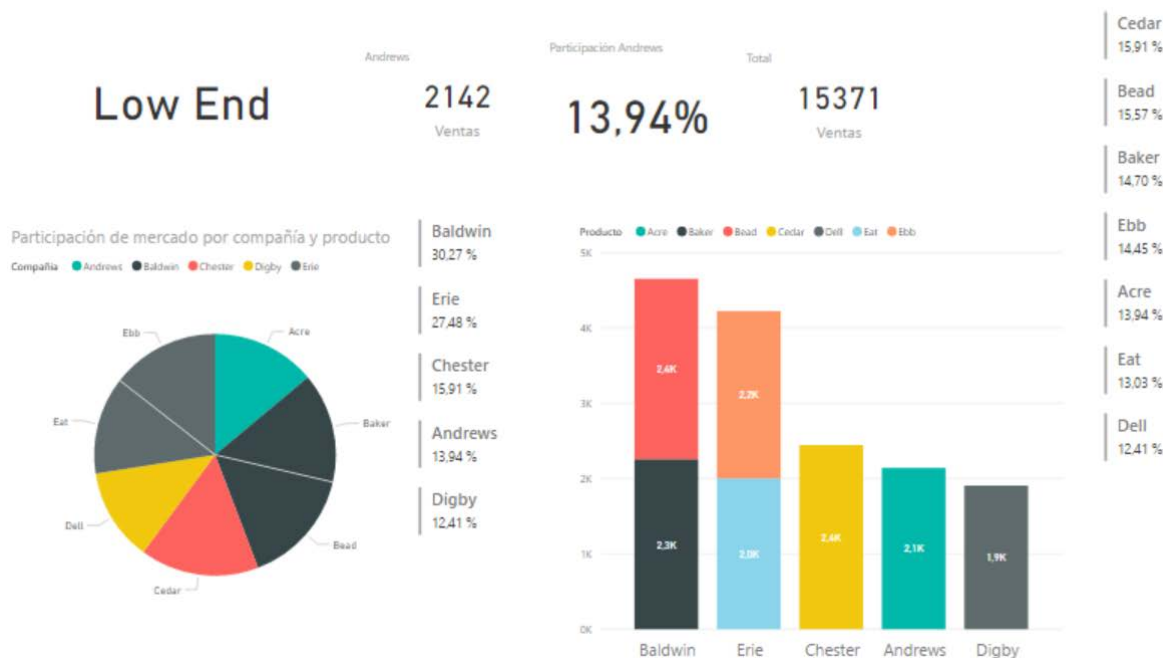 Low End
Andrews
2142
Ventas
Participación Andrews
13,94%
Total
15371
Ventas
Participación de mercado por compañía y producto
Compañía Andrews Baldwin Chester Digby Erie
Ebb
Acre
Eat
Baker
Dell
Bead
Cedar
Baldwin
30,27 %
Erie
27,48 %
Chester
15,91 %
Andrews
13,94 %
Digby
12,41 %
Producto Acre Baker Bead Cedar Dell Eat Ebb
5K
4K
3K
2K
1K
0K
2,4K
2,3K
2,2K
2,0K
2,4K
2,1K
1,9K
Baldwin Erie Chester Andrews Digby
Cedar
15,91 %
Bead
15,57 %
Baker
14,70 %
Ebb
14,45 %
Acre
13,94 %
Eat
13,03 %
Dell
12,41 %